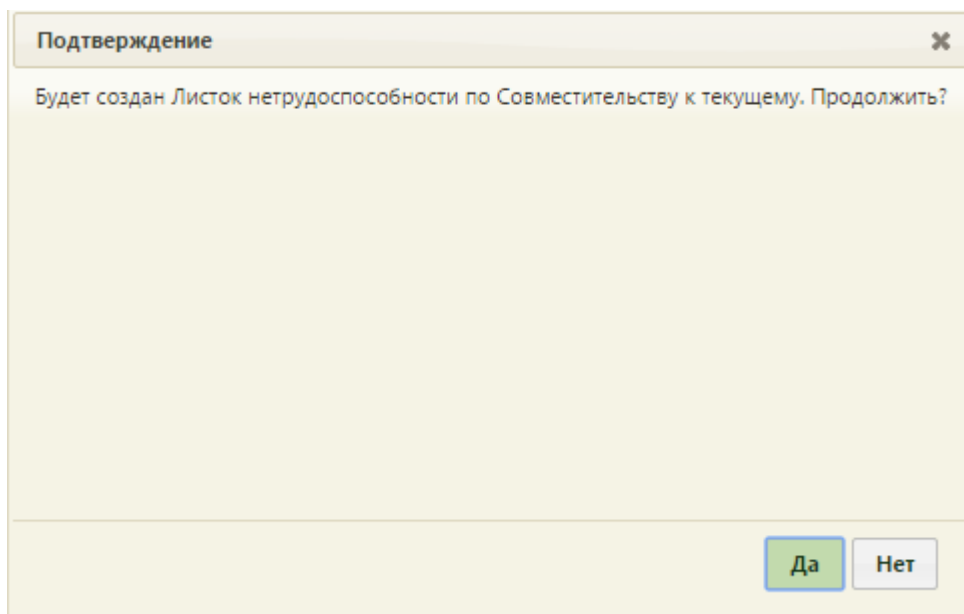 Подтверждение
Будет создан Листок нетрудоспособности по Совместительству к текущему. Продолжить?
Да
Нет